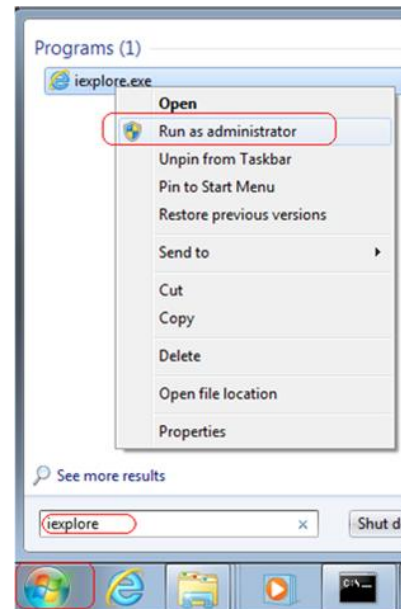 Programs (1)
iexplore.exe
Open
Run as administrator
Unpin from Taskbar
Pin to Start Menu
Restore previous versions
Send to
Cut
Copy
Delete
Open file location
Properties
See more results
iexplore
Shut d
C:\_